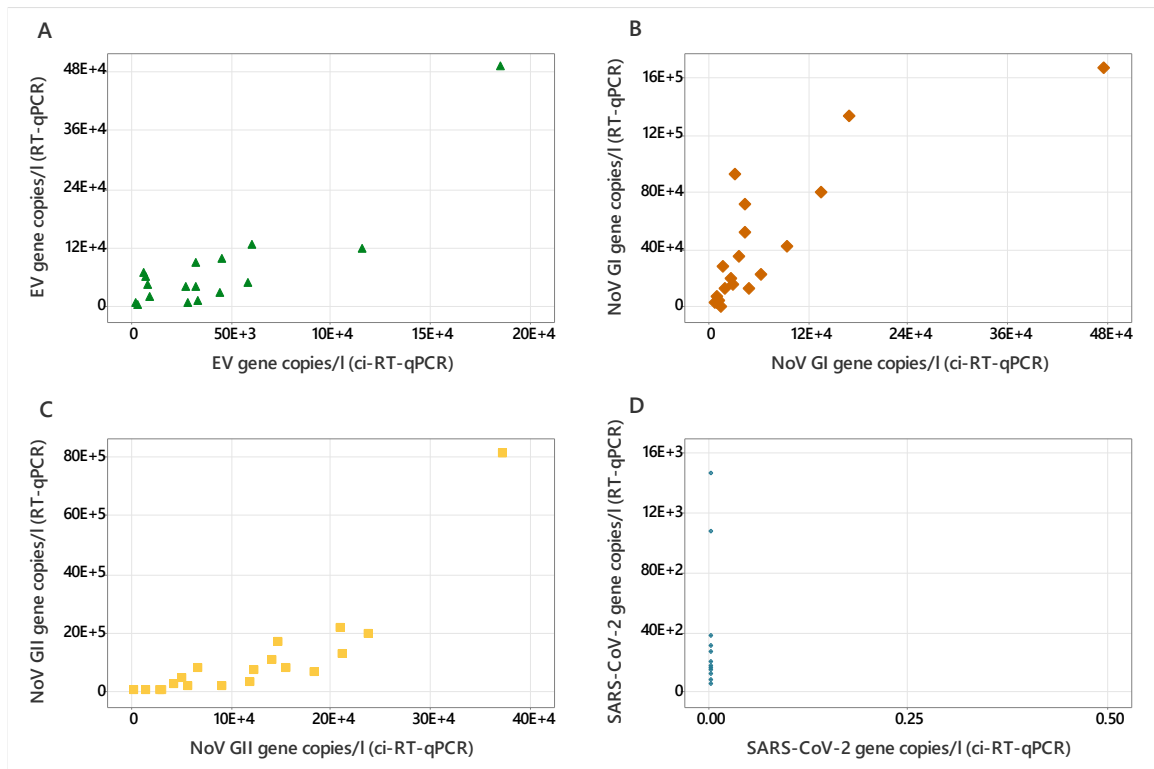 A
EV gene copies/l (RT-qPCR)
48E+4
36E+4
24E+4
12E+4
0
0
50E+3
10E+4
15E+4
20E+4
EV gene copies/l (ci-RT-qPCR)
B
NoV GI gene copies/l (RT-qPCR)
16E+5
12E+5
80E+4
40E+4
0
0
12E+4
24E+4
36E+4
48E+4
NoV GI gene copies/l (ci-RT-qPCR)
C
NoV GII gene copies/l (RT-qPCR)
80E+5
60E+5
40E+5
20E+5
0
0
10E+4
20E+4
30E+4
40E+4
NoV GII gene copies/l (ci-RT-qPCR)
D
SARS-CoV-2 gene copies/l (RT-qPCR)
16E+3
12E+3
80E+2
40E+2
0
0.00
0.25
0.50
SARS-CoV-2 gene copies/l (ci-RT-qPCR)